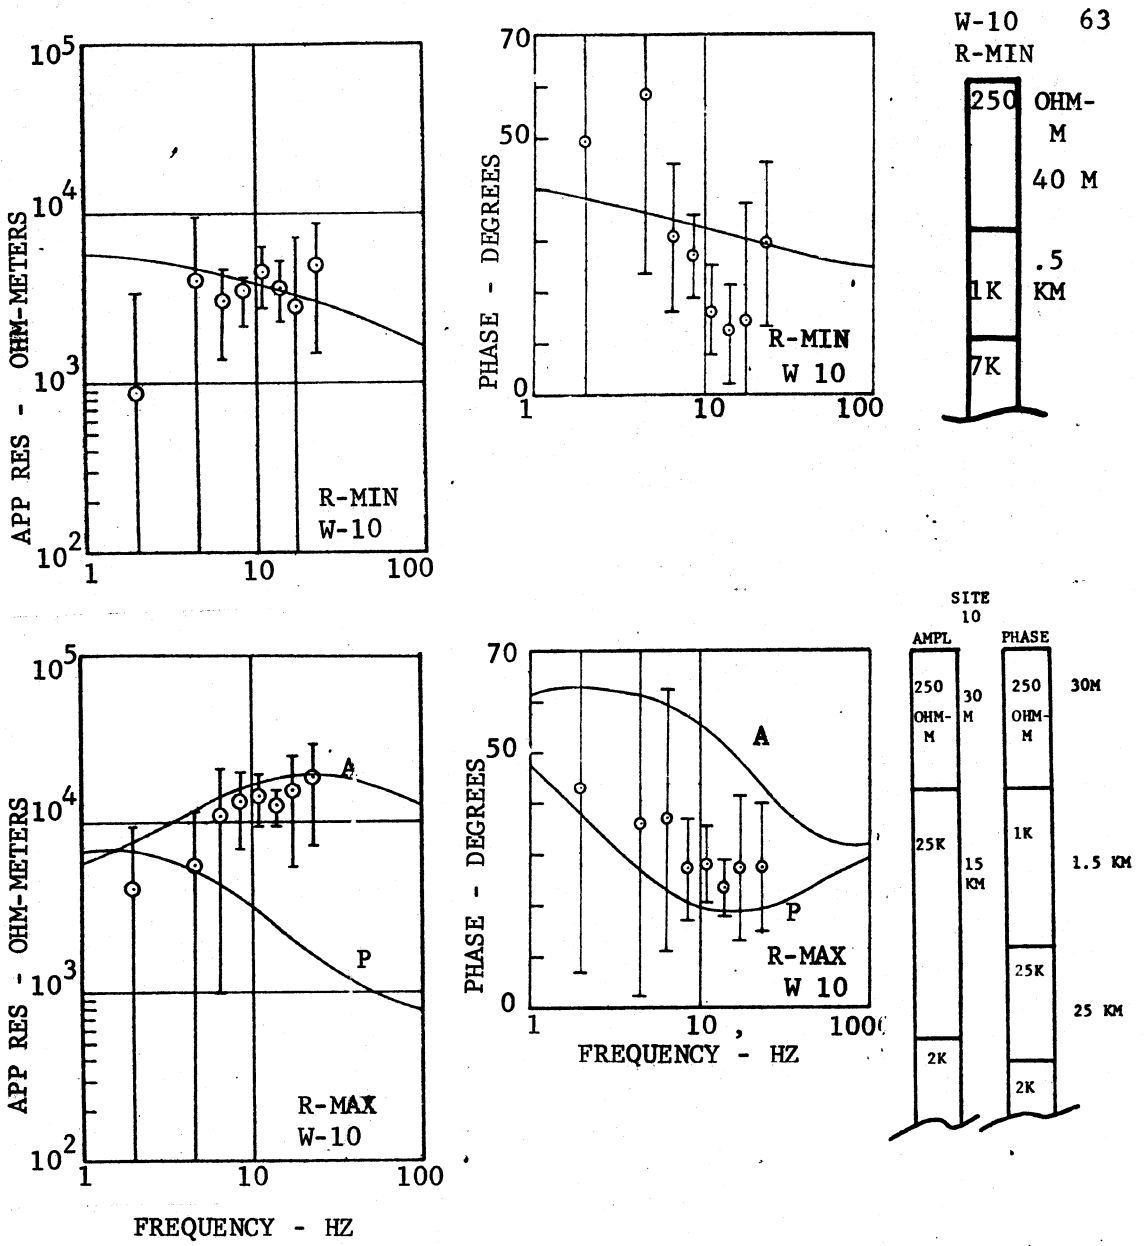 W-10 63
R-MIN
250 OHM-
M
40 M
1K .5
KM
7K
10^5
10^4
10^3
10^2
APP RES - OHM-METERS
1 10 100
R-MIN
W-10
70
50
0
PHASE - DEGREES
1 10 100
R-MIN
W 10
10^5
10^4
10^3
10^2
APP RES - OHM-METERS
A
P
R-MAX
W-10
1 10 100
FREQUENCY - HZ
70
50
0
PHASE - DEGREES
A
P
R-MAX
W 10
1 10 , 100
FREQUENCY - HZ
SITE
10
AMPL PHASE
250 30 250 30M
OHM- M OHM-
M M
25K 1K
15 1.5 KM
KM
25K
25 KM
2K
2K